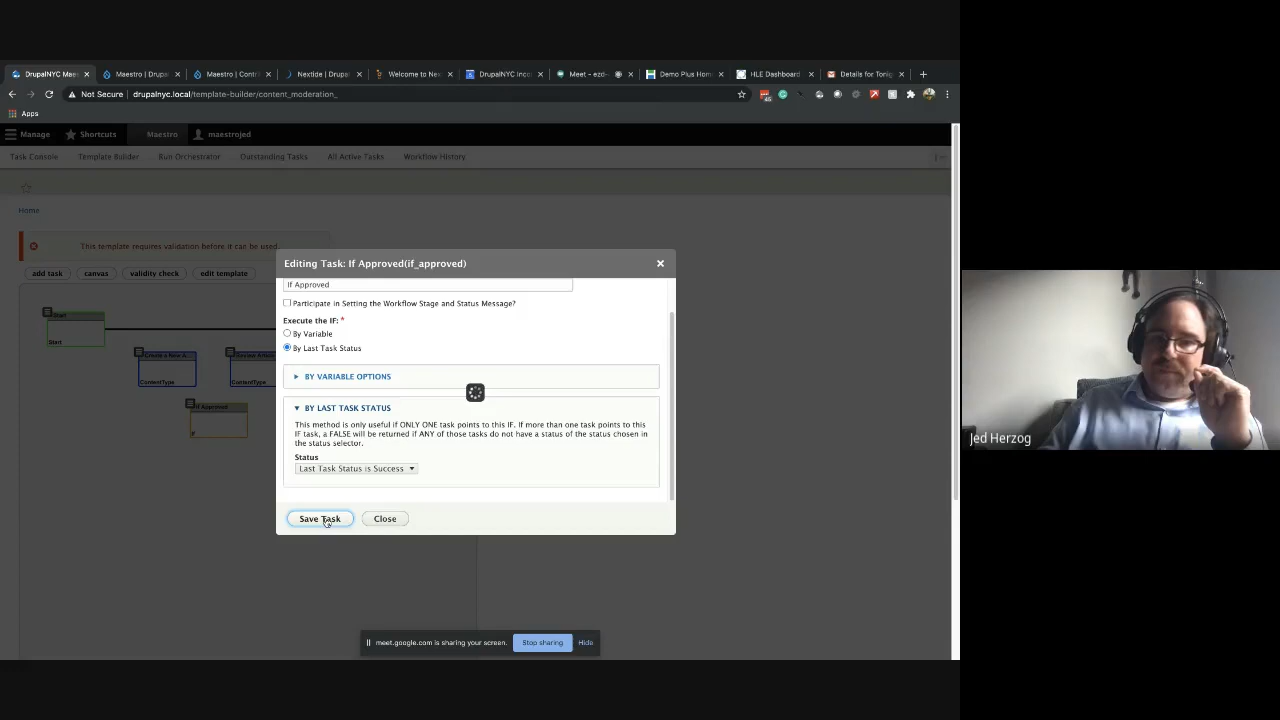 DrupalNYC Mee
Maestro | Drup
Maestro | Contr
Nextide | Drupal
Welcome to Nex
DrupalNYC Inco
Meet - ezd-
Demo Plus Hom
HLE Dashboard
Details for Tonig
Not Secure drupalnyc.local/template-builder/content_moderation_
Apps
Manage Shortcuts Maestro maestrojed
Task Console Template Builder Run Orchestrator Outstanding Tasks All Active Tasks Workflow History
Home
This template requires validation before it can be used.
add task canvas validity check edit template
Start
Start
Create a New A..
ContentType
ContentType
If Approved
Editing Task: If Approved(if_approved)
If Approved
Participate in Setting the Workflow Stage and Status Message?
Execute the IF: *
By Variable
By Last Task Status
BY VARIABLE OPTIONS
BY LAST TASK STATUS
This method is only useful if ONLY ONE task points to this IF. If more than one task points to this
IF task, a FALSE will be returned if ANY of those tasks do not have a status of the status chosen in
the status selector.
Status
Last Task Status is Success
Save Task Close
meet.google.com is sharing your screen. Stop sharing Hide
Jed Herzog